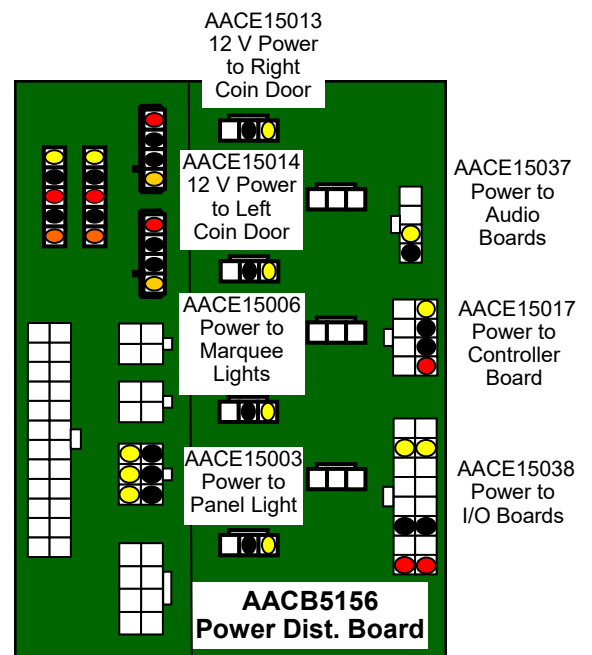 AACE15013
12 V Power
to Right
Coin Door
AACE15014
12 V Power
to Left
Coin Door
AACE15037
Power to
Audio
Boards
AACE15006
Power to
Marquee
Lights
AACE15017
Power to
Controller
Board
AACE15003
Power to
Panel Light
AACE15038
Power to
I/O Boards
AACB5156
Power Dist. Board